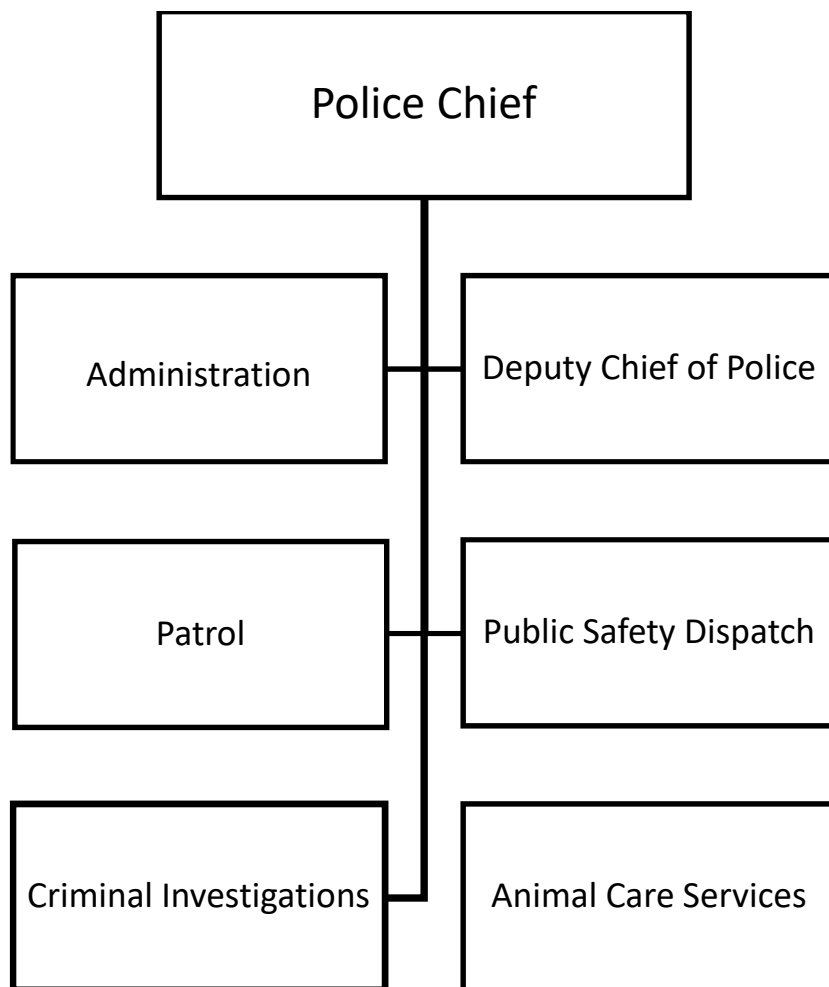 Police Chief
Administration
Deputy Chief of Police
Patrol
Public Safety Dispatch
Criminal Investigations
Animal Care Services